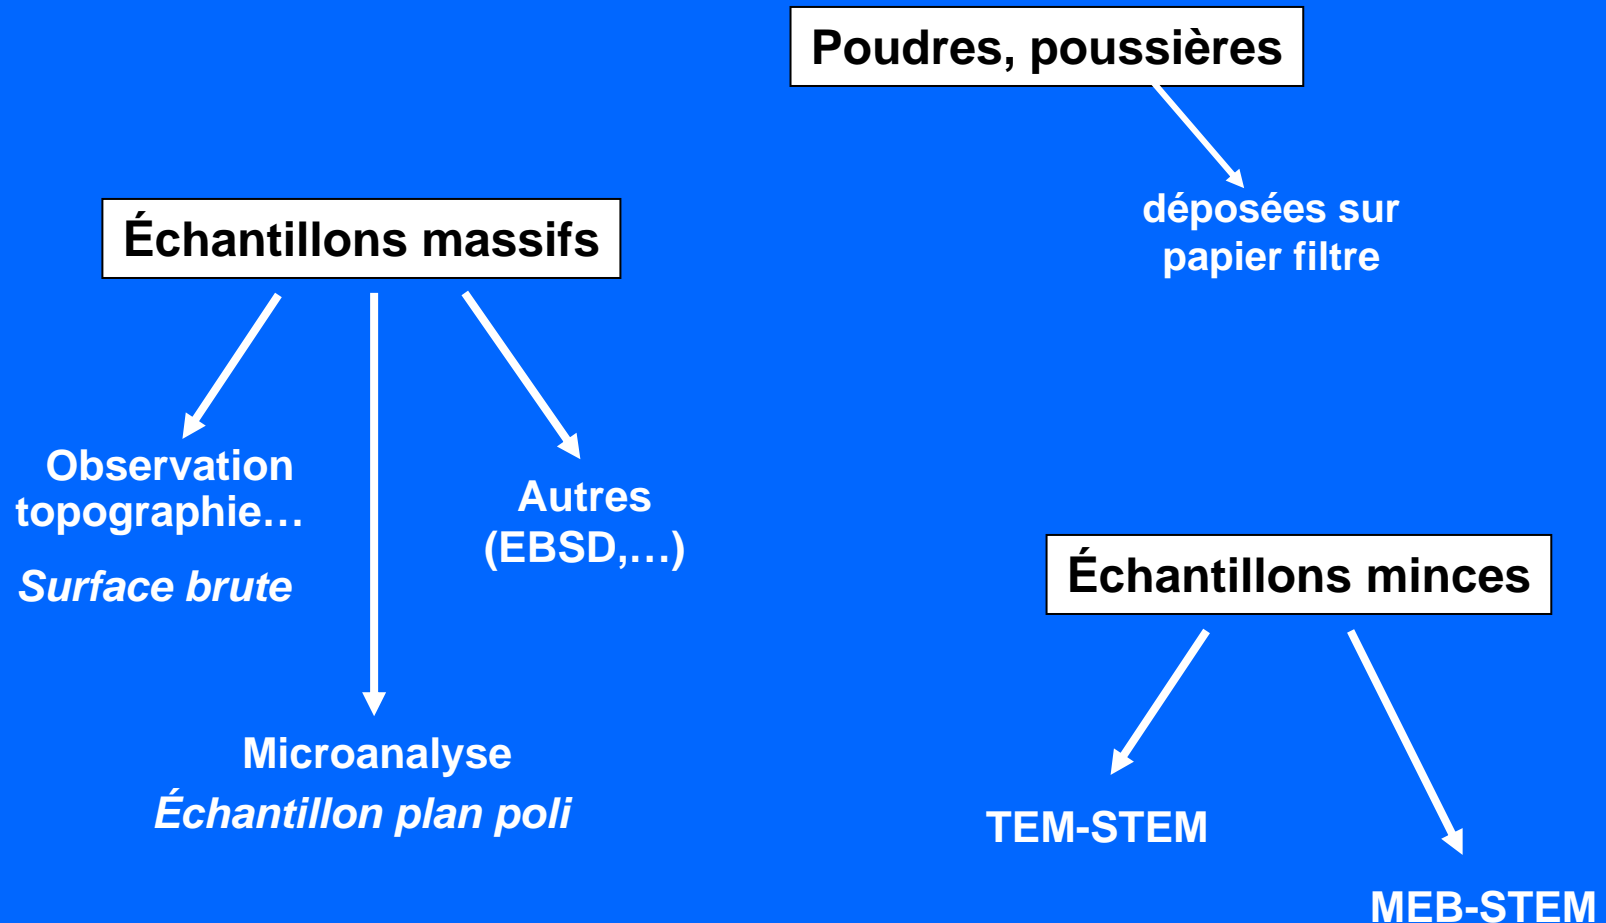 Poudres, poussières
déposées sur
papier filtre
Échantillons massifs
Observation
topographie…
Surface brute
Autres
(EBSD,…)
Microanalyse
Échantillon plan poli
Échantillons minces
TEM-STEM
MEB-STEM